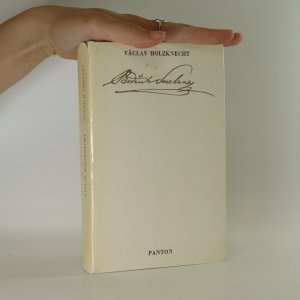 VÁCLAV HOLZKNECHT
Bedřich Smetana
PANTON